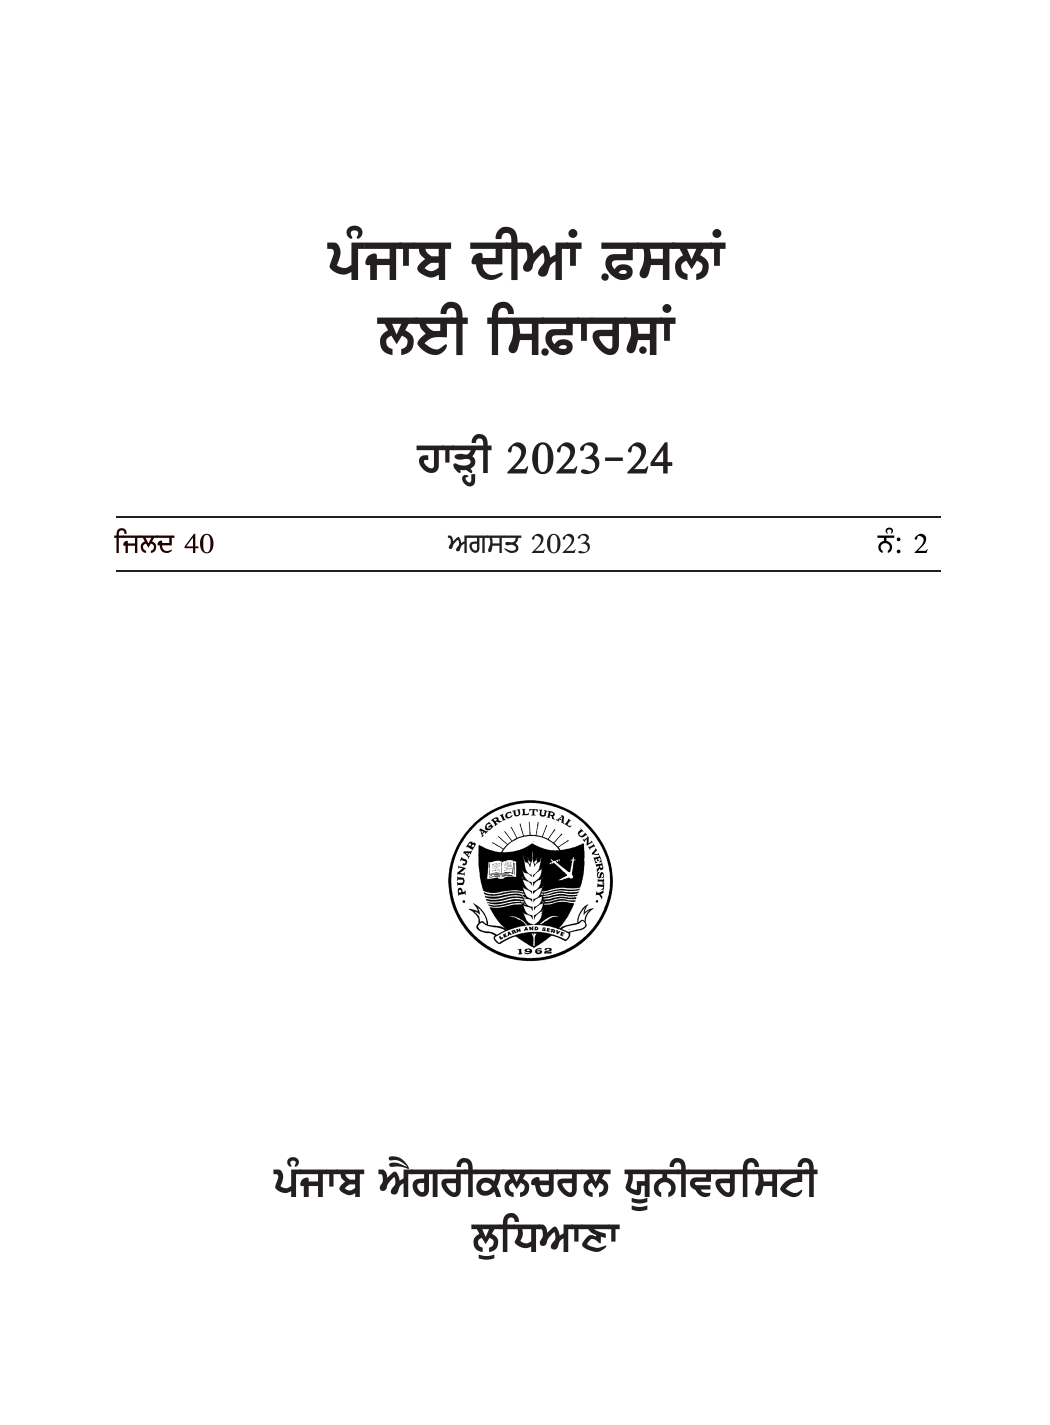 ਪੰਜਾਬ ਦੀਆਂ ਫ਼ਸਲਾਂ
ਲਈ ਸਿਫ਼ਾਰਸ਼ਾਂ
ਹਾੜ੍ਹੀ 2023-24
ਜਿਲਦ 40 ਅਗਸਤ 2023 ਨੰ: 2
· PUNJAB AGRICULTURAL UNIVERSITY ·
LEARN AND SERVE
1962
ਪੰਜਾਬ ਐਗਰੀਕਲਚਰਲ ਯੂਨੀਵਰਸਿਟੀ
ਲੁਧਿਆਣਾ